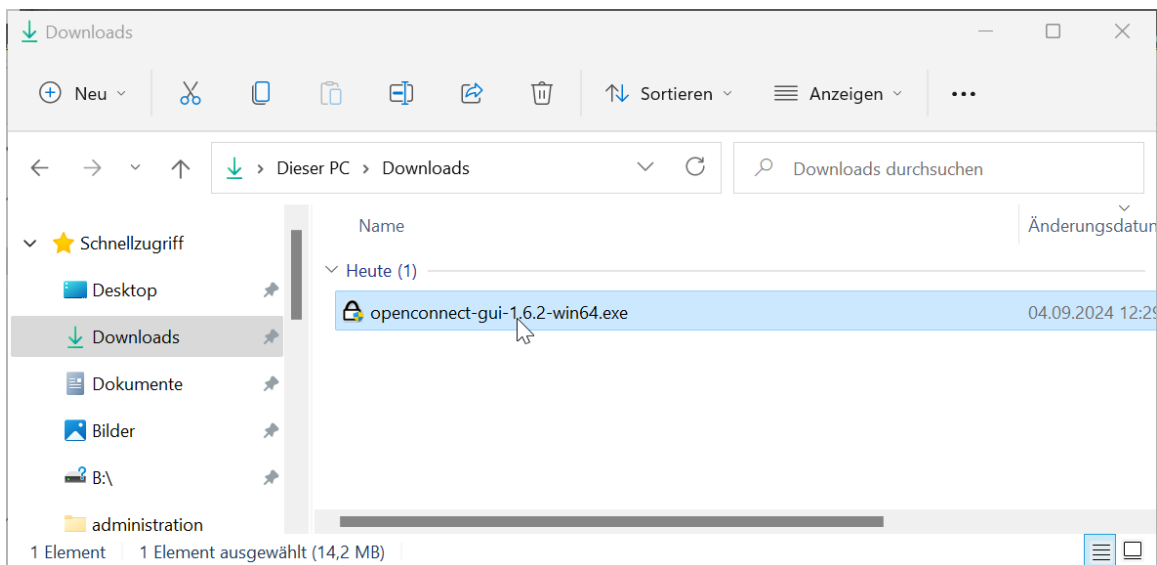 Downloads
Neu
Sortieren
Anzeigen
Dieser PC > Downloads
Downloads durchsuchen
Name
Änderungsdatum
Schnellzugriff
Heute (1)
Desktop
openconnect-gui-1.6.2-win64.exe
04.09.2024 12:29
Downloads
Dokumente
Bilder
B:\
administration
1 Element
1 Element ausgewählt (14,2 MB)